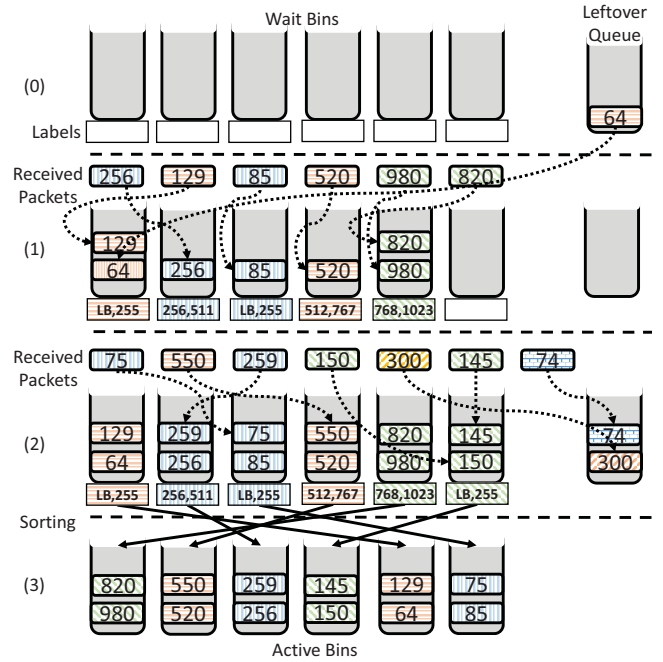 Wait Bins
Leftover
Queue
(0)
64
Labels
Received
Packets
256 129 85 520 980 820
(1)
129 820
64 256 85 520 980
LB,255 256,511 LB,255 512,767 768,1023
Received
Packets
75 550 259 150 300 145 74
(2)
129 259 75 550 820 145 74
64 256 85 520 980 150 300
LB,255 256,511 LB,255 512,767 768,1023 LB,255
Sorting
(3)
820 550 259 145 129 75
980 520 256 150 64 85
Active Bins